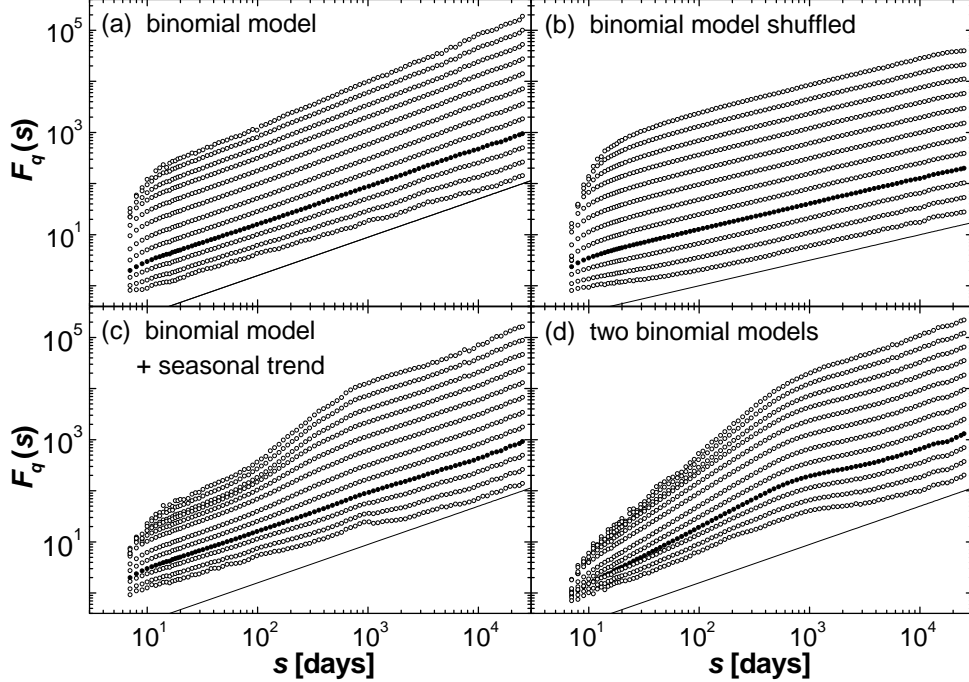 (a) binomial model
(b) binomial model shuffled
10^5
10^3
10^1
F_q(s)
(c) binomial model
+ seasonal trend
(d) two binomial models
10^5
10^3
10^1
F_q(s)
10^1 10^2 10^3 10^4
10^1 10^2 10^3 10^4
s [days]
s [days]